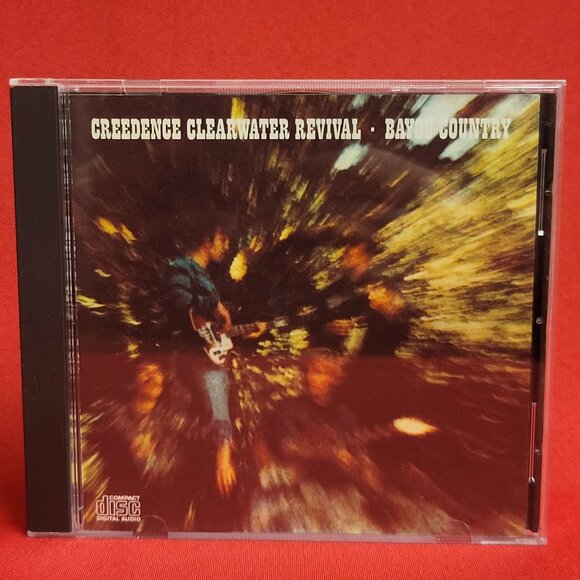 CREEDENCE CLEARWATER REVIVAL · BAYOU COUNTRY
COMPACT
disc
DIGITAL AUDIO